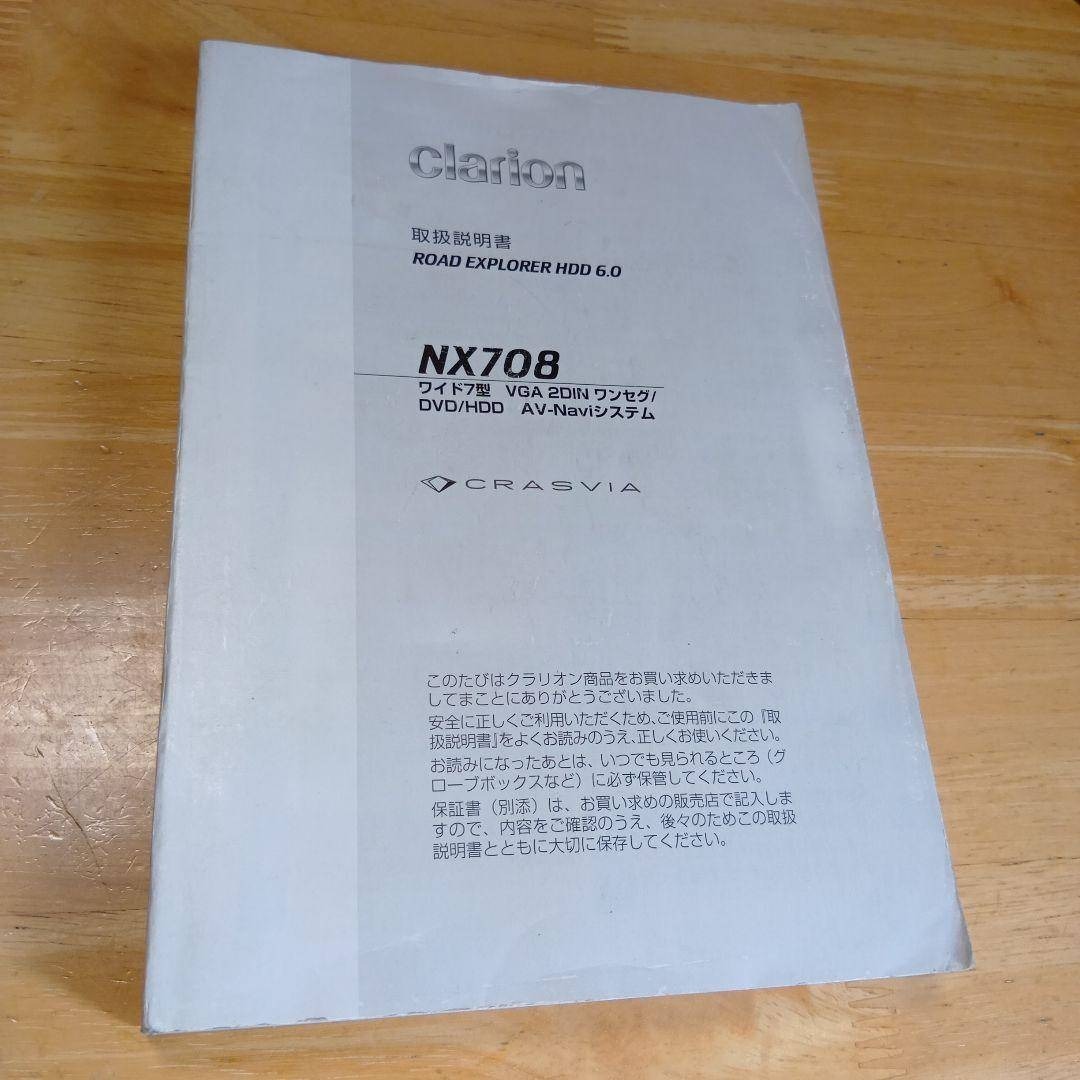 clarion
取扱説明書
ROAD EXPLORER HDD 6.0
NX708
ワイド7型 VGA 2DIN ワンセグ/
DVD/HDD AV-Naviシステム
CRASVIA
このたびはクラリオン商品をお買い求めいただきま
してまことにありがとうございました。
安全に正しくご利用いただくため、ご使用前にこの『取
扱説明書』をよくお読みのうえ、正しくお使いください。
お読みになったあとは、いつでも見られるところ（グ
ローブボックスなど）に必ず保管してください。
保証書（別添）は、お買い求めの販売店で記入しま
すので、内容をご確認のうえ、後々のためこの取扱
説明書とともに大切に保存してください。